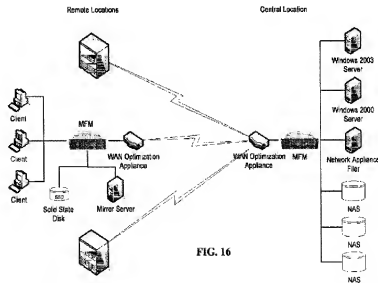 Remote Locations
Central Location
Windows 2003
Server
Client
MFM
Windows 2000
Server
Client
WAN Optimization
Appliance
WAN Optimization
Appliance
MFM
Network Appliance
Filer
Client
Solid State
Disk
Mirror Server
NAS
FIG. 16
NAS
NAS